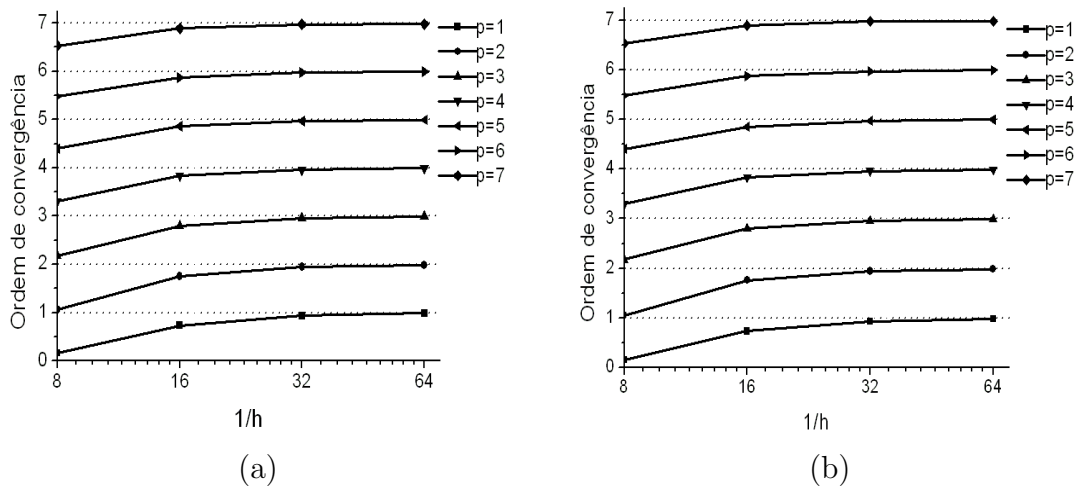 7
6
5
4
3
2
1
0
Ordem de convergência
8
16
32
64
1/h
p=1
p=2
p=3
p=4
p=5
p=6
p=7
(a)
7
6
5
4
3
2
1
0
Ordem de convergência
8
16
32
64
1/h
p=1
p=2
p=3
p=4
p=5
p=6
p=7
(b)